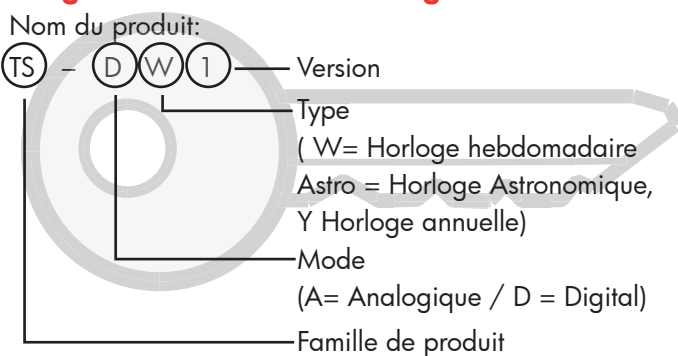 Nom du produit:
TS – D W 1 Version
Type
( W= Horloge hebdomadaire
Astro = Horloge Astronomique,
Y Horloge annuelle)
Mode
(A= Analogique / D = Digital)
Famille de produit